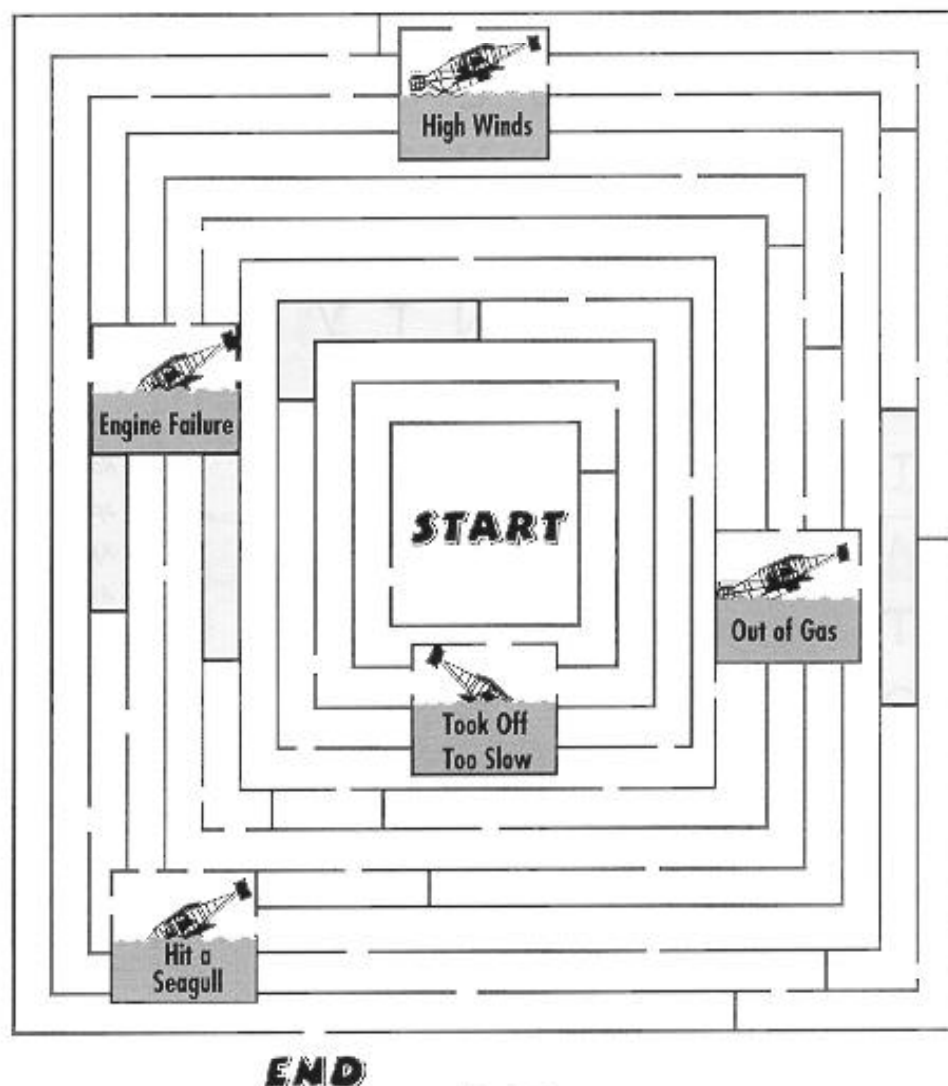 High Winds
Engine Failure
START
Out of Gas
Took Off
Too Slow
Hit a
Seagull
END